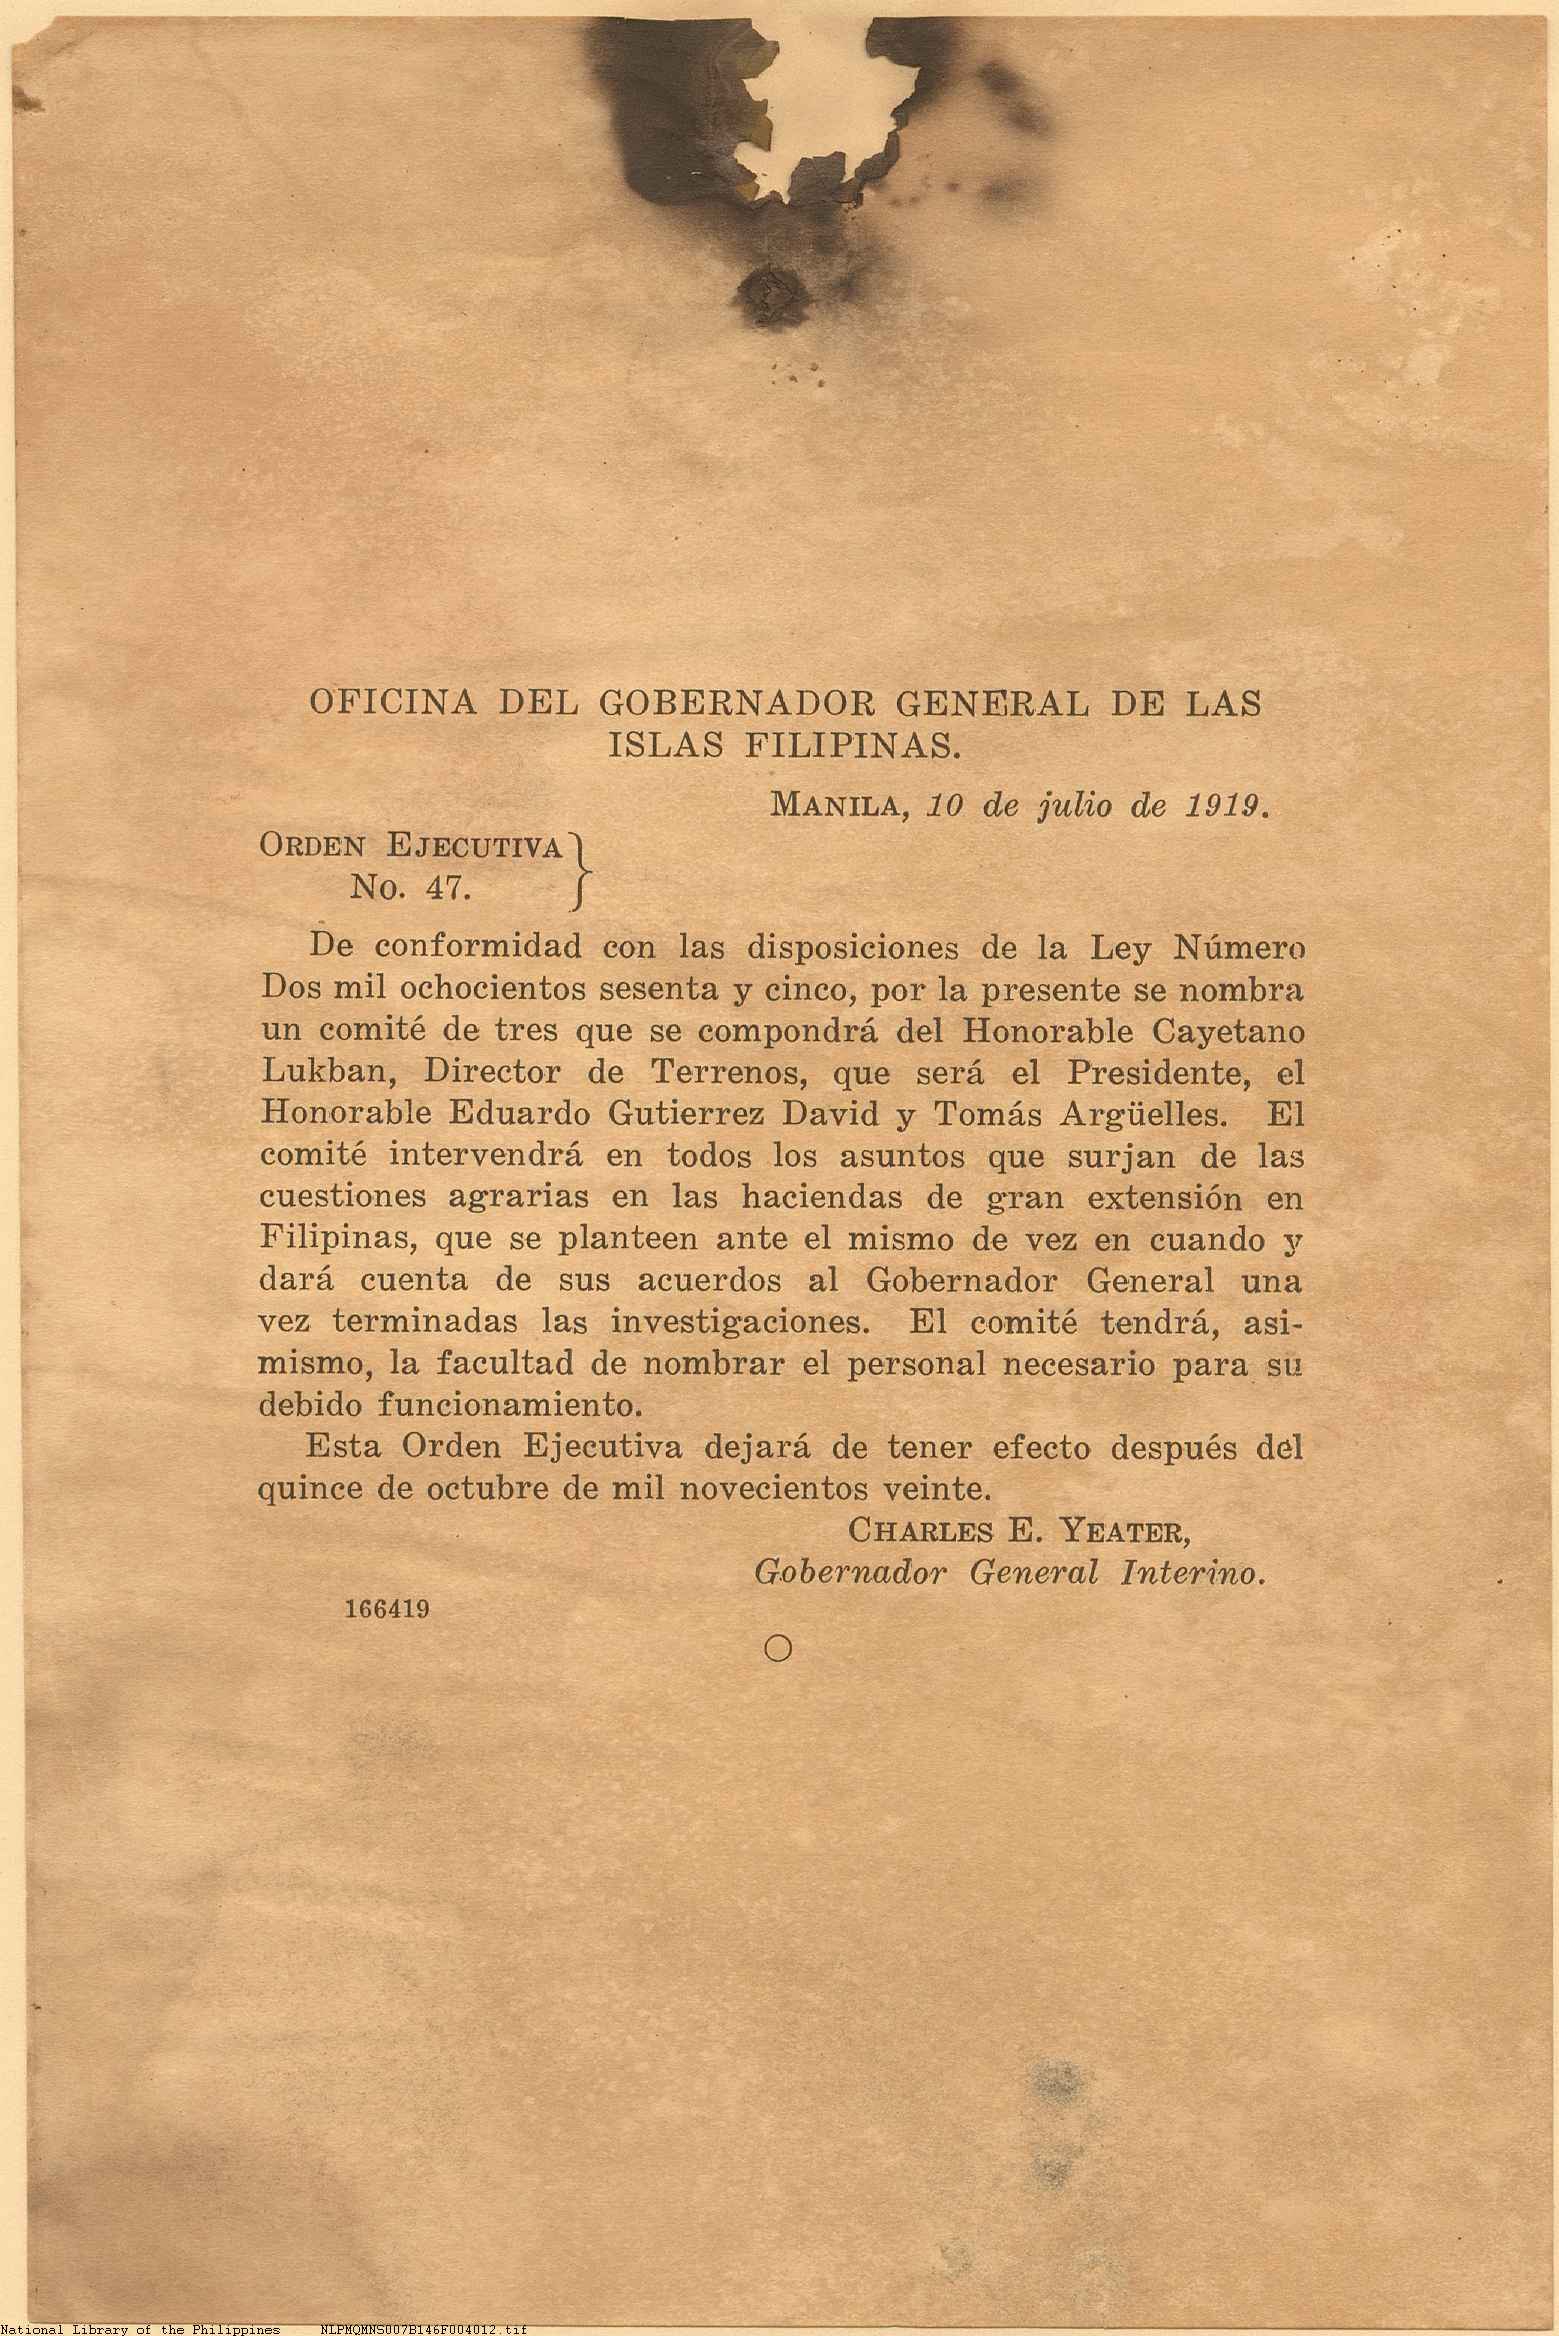 OFICINA DEL GOBERNADOR GENERAL DE LAS
ISLAS FILIPINAS.
MANILA, 10 de julio de 1919.
ORDEN EJECUTIVA
No. 47.
De conformidad con las disposiciones de la Ley Número
Dos mil ochocientos sesenta y cinco, por la presente se nombra
un comité de tres que se compondrá del Honorable Cayetano
Lukban, Director de Terrenos, que será el Presidente, el
Honorable Eduardo Gutierrez David y Tomás Argüelles. El
comité intervendrá en todos los asuntos que surjan de las
cuestiones agrarias en las haciendas de gran extensión en
Filipinas, que se planteen ante el mismo de vez en cuando y
dará cuenta de sus acuerdos al Gobernador General una
vez terminadas las investigaciones. El comité tendrá, asi-
mismo, la facultad de nombrar el personal necesario para su
debido funcionamiento.
Esta Orden Ejecutiva dejará de tener efecto después del
quince de octubre de mil novecientos veinte.
CHARLES E. YEATER,
Gobernador General Interino.
166419
National Library of the Philippines NLPMQMNS007B146F004012.tif